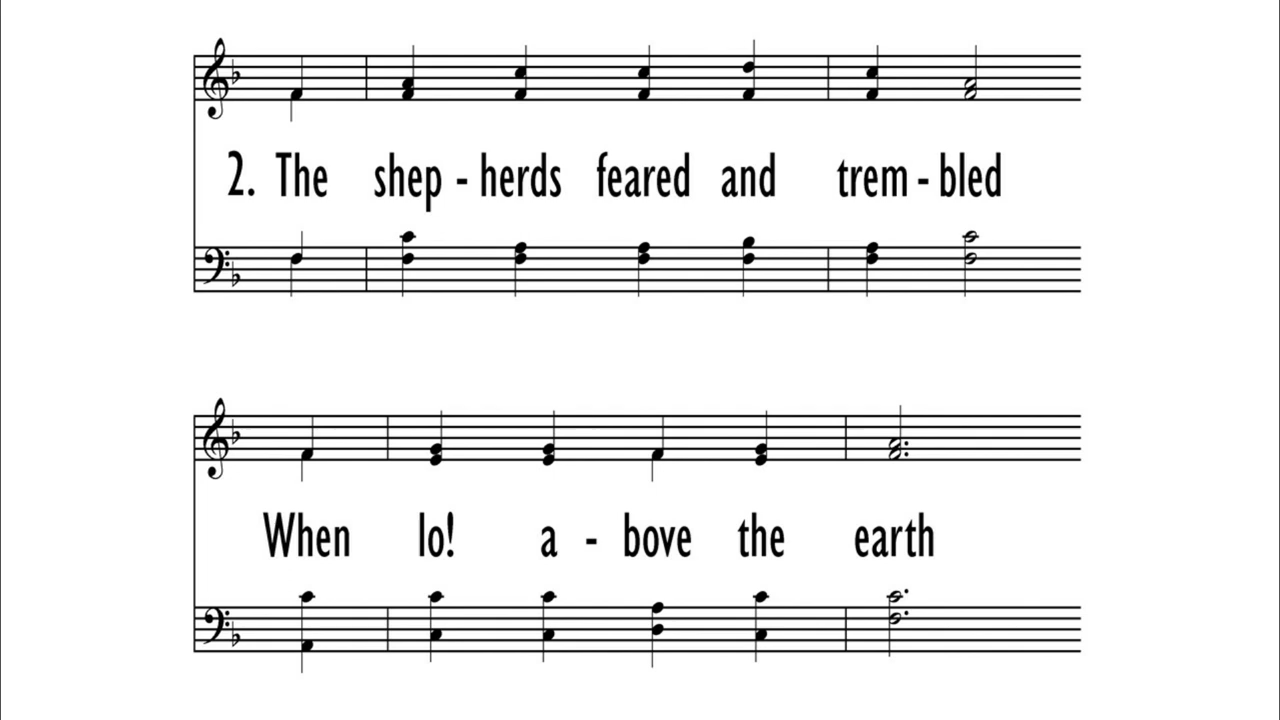 2. The shep - herds feared and trem - bled
When lo! a - bove the earth